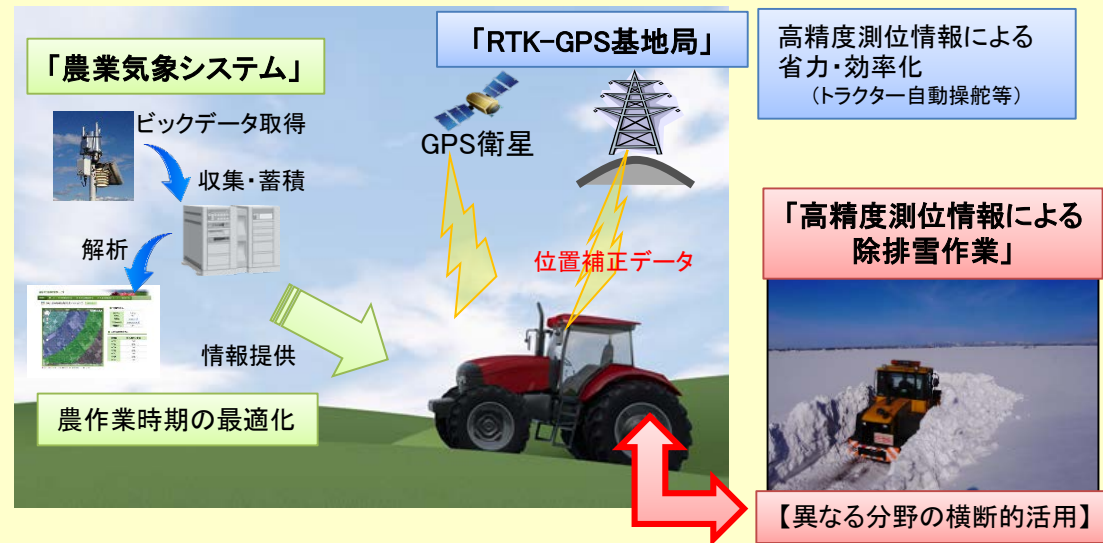 「農業気象システム」
ビックデータ取得
収集・蓄積
解析
情報提供
農作業時期の最適化
「RTK-GPS基地局」
GPS衛星
位置補正データ
高精度測位情報による
省力・効率化
(トラクター自動操舵等)
「高精度測位情報による
除排雪作業」
【異なる分野の横断的活用】